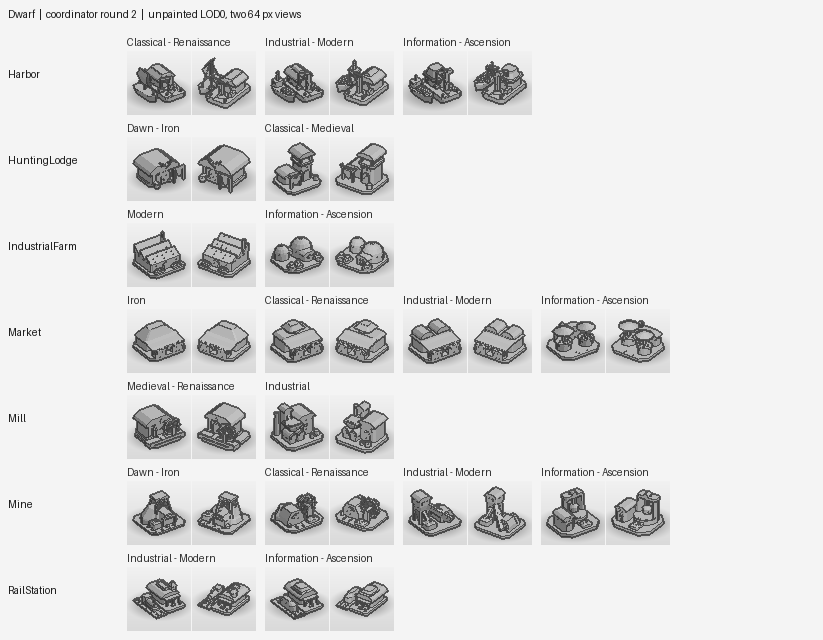 Dwarf | coordinator round 2 | unpainted LOD0, two 64 px views
Classical - Renaissance Industrial - Modern Information - Ascension
Harbor
Dawn - Iron Classical - Medieval
HuntingLodge
Modern Information - Ascension
IndustrialFarm
Iron Classical - Renaissance Industrial - Modern Information - Ascension
Market
Medieval - Renaissance Industrial
Mill
Dawn - Iron Classical - Renaissance Industrial - Modern Information - Ascension
Mine
Industrial - Modern Information - Ascension
RailStation